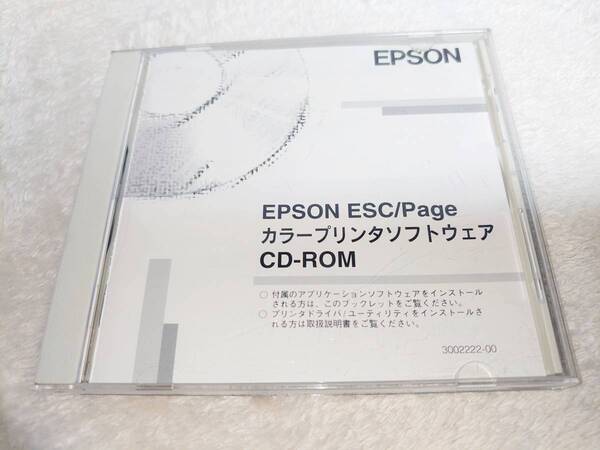 EPSON
EPSON ESC/Page
カラープリンタソフトウェア
CD-ROM
○ 付属のアプリケーションソフトウェアをインストール
される方は、このブックレットをご覧ください。
○ プリンタドライバ/ユーティリティをインストールさ
れる方は取扱説明書をご覧ください。
3002222-00